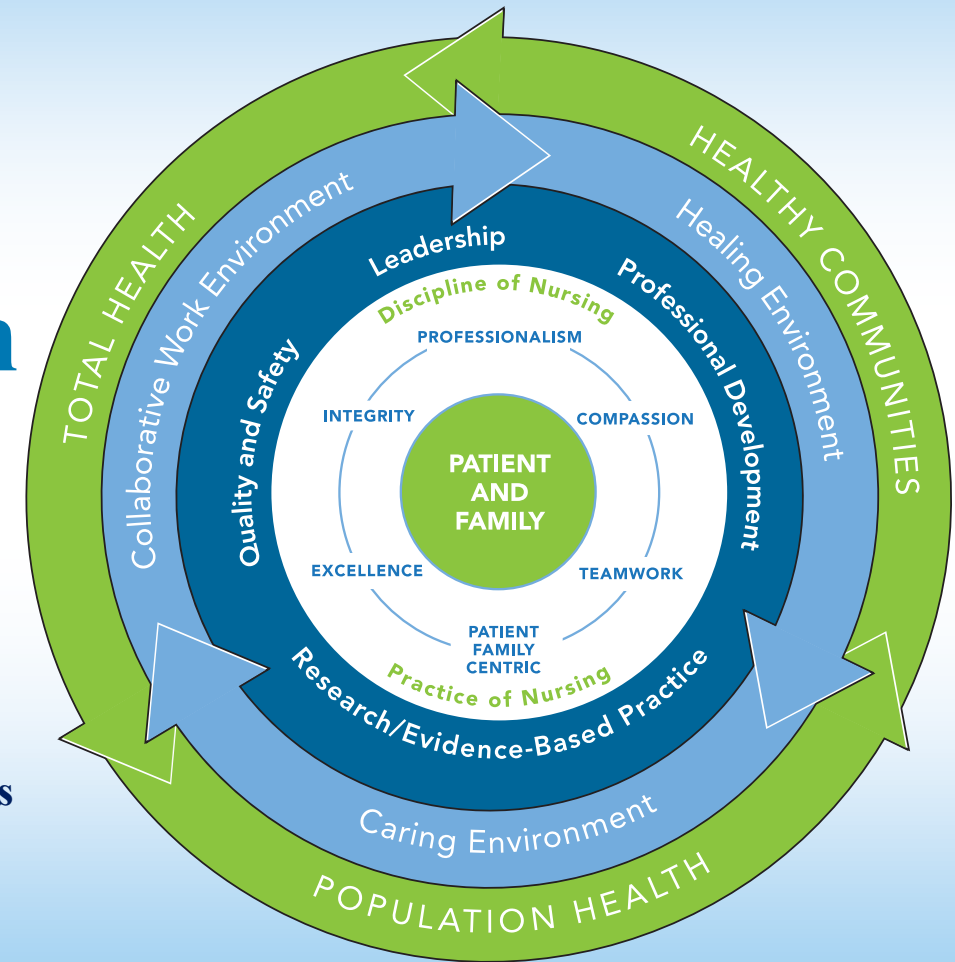 TOTAL HEALTH
HEALTHY COMMUNITIES
POPULATION HEALTH
Collaborative Work Environment
Healing Environment
Caring Environment
Leadership
Professional Development
Quality and Safety
Research/Evidence-Based Practice
Discipline of Nursing
PROFESSIONALISM
INTEGRITY
COMPASSION
PATIENT
AND
FAMILY
EXCELLENCE
TEAMWORK
PATIENT
FAMILY
CENTRIC
Practice of Nursing